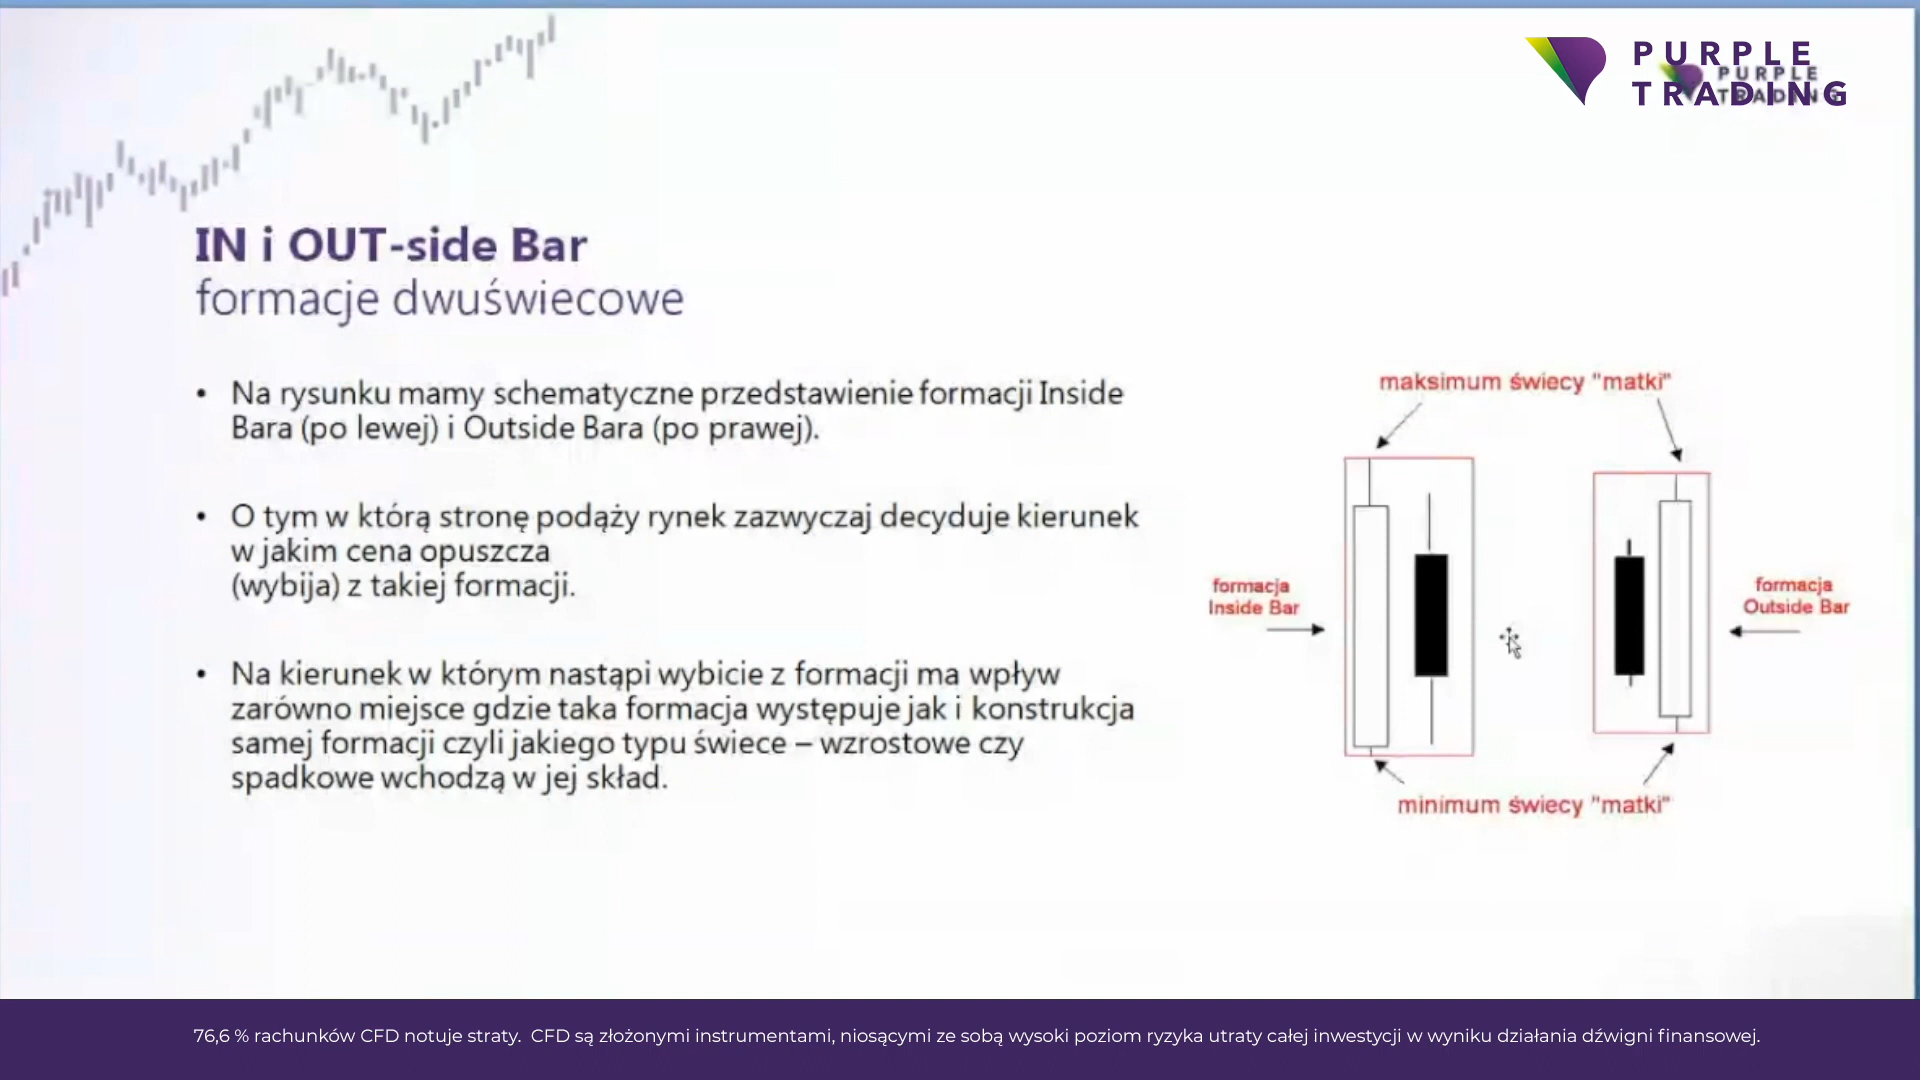 PURPLE
TRADING
PURPLE
TRADING
IN i OUT-side Bar
formacje dwuświecowe
• Na rysunku mamy schematyczne przedstawienie formacji Inside
Bara (po lewej) i Outside Bara (po prawej).
• O tym w którą stronę podąży rynek zazwyczaj decyduje kierunek
w jakim cena opuszcza
(wybija) z takiej formacji.
• Na kierunek w którym nastąpi wybicie z formacji ma wpływ
zarówno miejsce gdzie taka formacja występuje jak i konstrukcja
samej formacji czyli jakiego typu świece – wzrostowe czy
spadkowe wchodzą w jej skład.
maksimum świecy "matki"
formacja
Inside Bar
formacja
Outside Bar
minimum świecy "matki"
76,6 % rachunków CFD notuje straty. CFD są złożonymi instrumentami, niosącymi ze sobą wysoki poziom ryzyka utraty całej inwestycji w wyniku działania dźwigni finansowej.